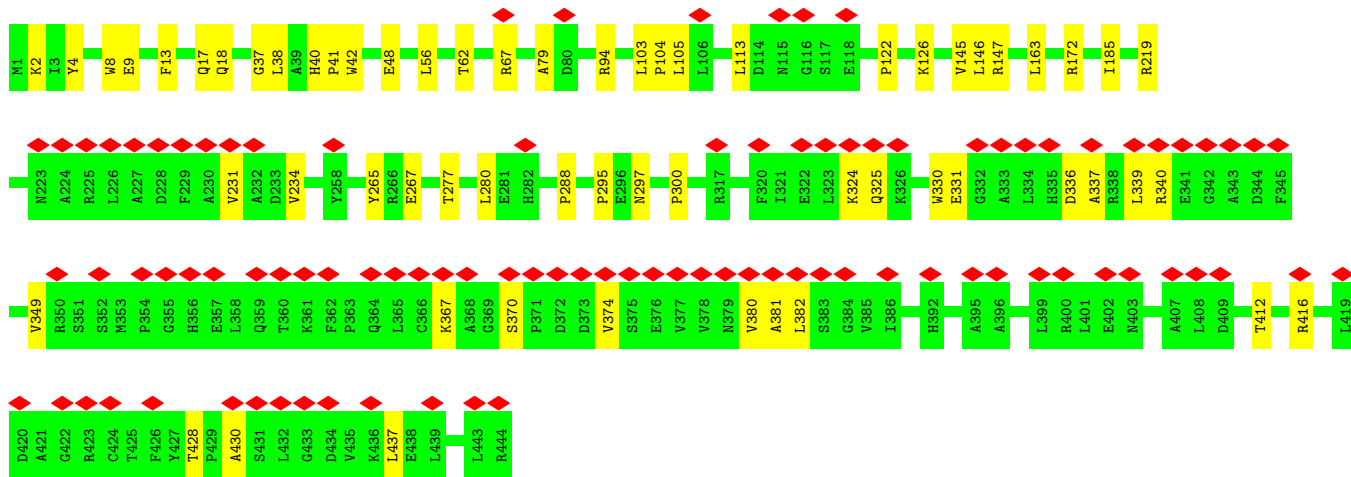 M1 K2 I3 Y4 W8 E9 F13 Q17 Q18 G37 L38 A39 H40 P41 W42 E48 L56 T62 R67 A79 D80 R94 L103 P104 L105 L106 L113 D114 N115 G116 S117 E118 P122 K126 V145 L146 R147 L163 R172 I185 R219
N223 A224 R225 L226 A227 D228 F229 A230 V231 A232 D233 V234 Y258 Y265 R266 E267 T277 L280 E281 H282 P288 P295 E296 N297 P300 R317 F320 I321 E322 L323 K324 Q325 K326 W330 E331 G332 A333 L334 H335 D336 A337 R338 L339 R340 E341 G342 A343 D344 F345
V349 R350 S351 S352 M353 P354 G355 H356 E357 L358 Q359 T360 K361 F362 P363 Q364 L365 C366 K367 A368 G369 S370 P371 D372 D373 V374 S375 E376 V377 V378 N379 V380 A381 L382 S383 G384 V385 I386 H392 A395 A396 L399 R400 L401 E402 N403 A407 L408 D409 T412 R416 L419
D420 A421 G422 R423 C424 T425 F426 Y427 T428 P429 A430 S431 L432 G433 D434 V435 K436 L437 E438 L439 L443 R444